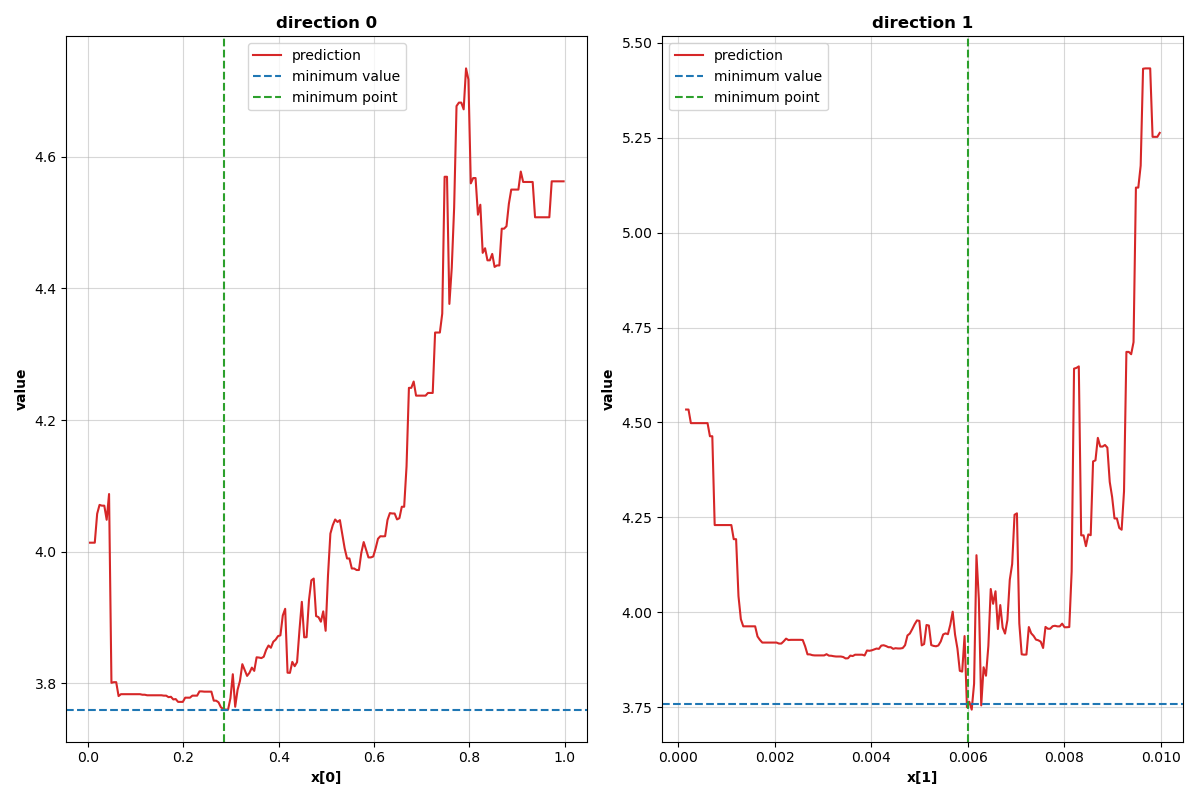 direction 0
prediction
minimum value
minimum point
value
4.6
4.4
4.2
4.0
3.8
0.0 0.2 0.4 0.6 0.8 1.0
x[0]
direction 1
prediction
minimum value
minimum point
value
5.50
5.25
5.00
4.75
4.50
4.25
4.00
3.75
0.000 0.002 0.004 0.006 0.008 0.010
x[1]